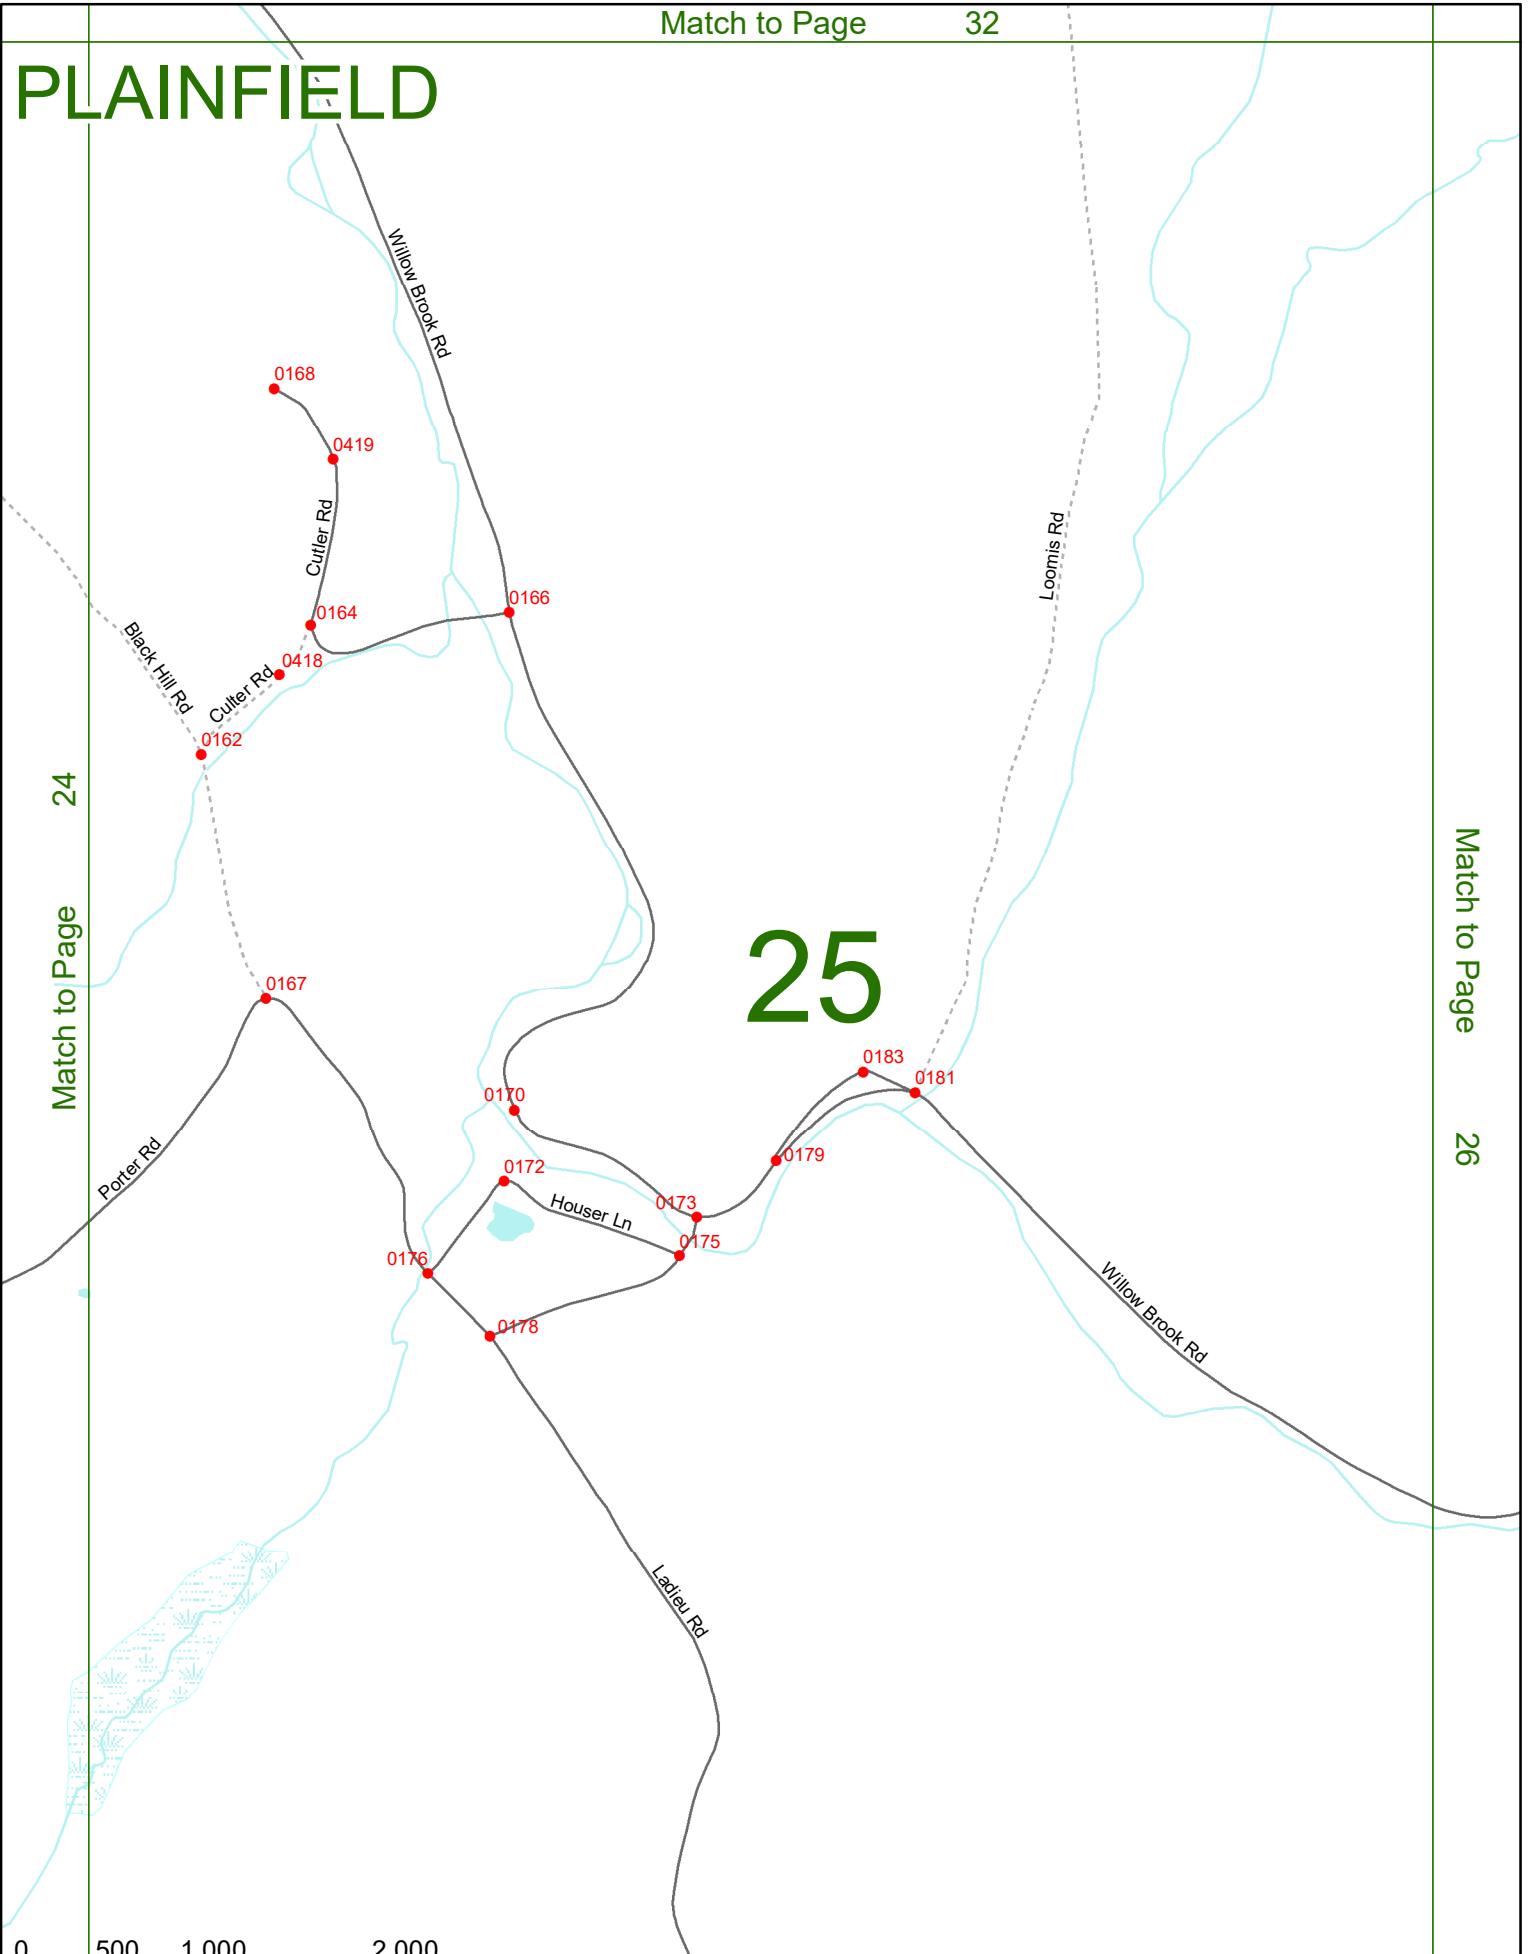 Match to Page 32
PLAINFIELD
Willow Brook Rd
0168
0419
Cutler Rd
Loomis Rd
0166
0164
Black Hill Rd
0418
Culter Rd
0162
Match to Page 24
Match to Page 26
25
0167
0183
0181
0170
Porter Rd
0179
0172
Houser Ln
0173
0175
0176
Willow Brook Rd
0178
Ladieu Rd
0 500 1,000 2,000